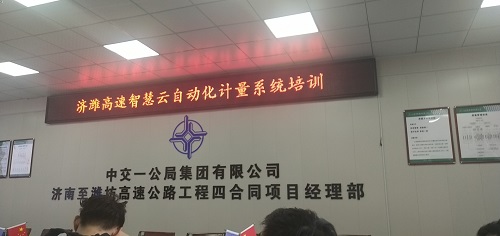 济潍高速智慧云自动化计量系统培训
中交一公局集团有限公司
济南至潍坊高速公路工程四合同项目经理部